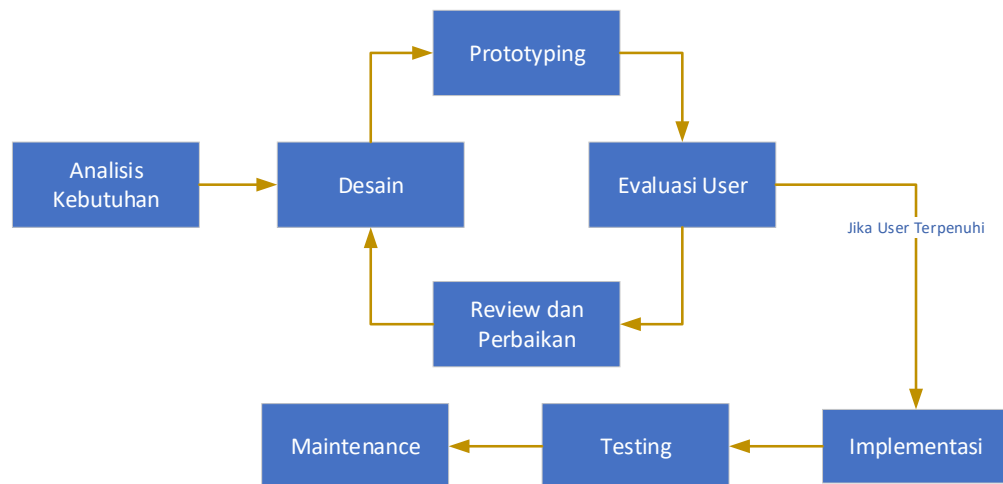 Prototyping
Analisis
Kebutuhan
Desain
Evaluasi User
Jika User Terpenuhi
Review dan
Perbaikan
Maintenance
Testing
Implementasi